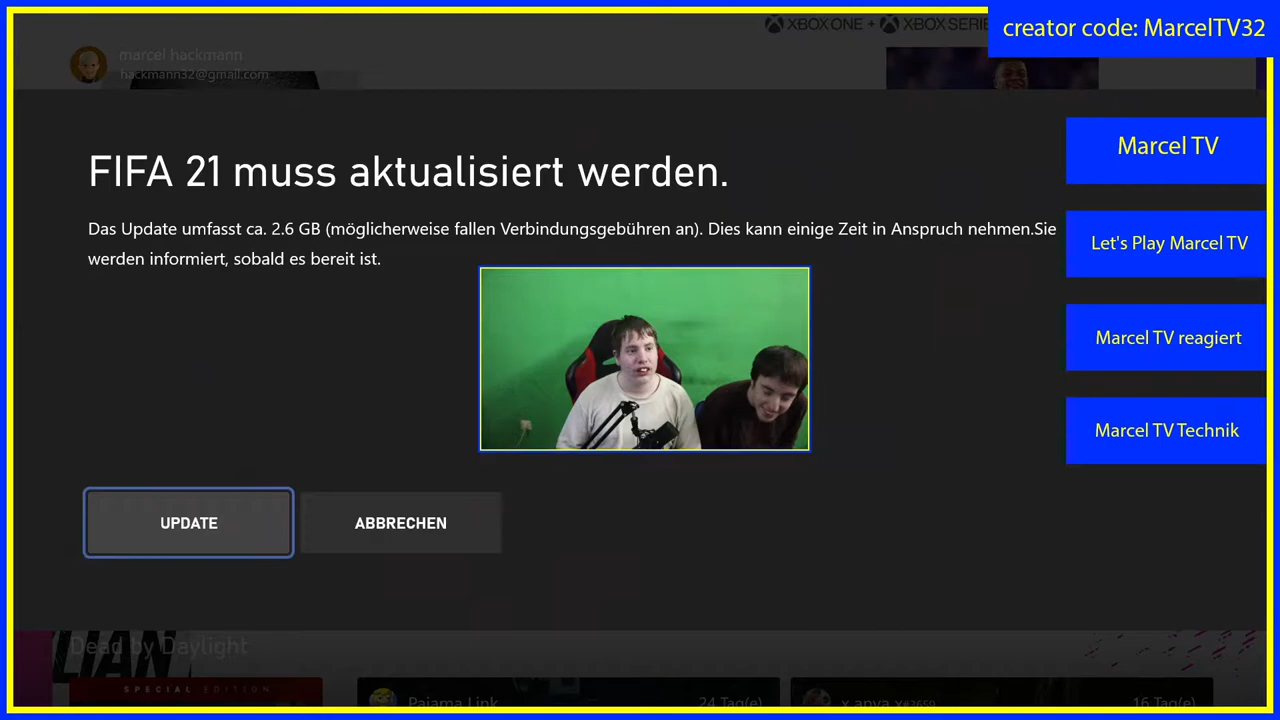 XBOX ONE + XBOX SERIE
creator code: MarcelTV32
marcel hackmann
hackmann32@gmail.com
FIFA 21 muss aktualisiert werden.
Das Update umfasst ca. 2.6 GB (möglicherweise fallen Verbindungsgebühren an). Dies kann einige Zeit in Anspruch nehmen.Sie
werden informiert, sobald es bereit ist.
Marcel TV
Let's Play Marcel TV
Marcel TV reagiert
Marcel TV Technik
UPDATE
ABBRECHEN
LIAN
Dead by Daylight
SPECIAL EDITION
Pajama Link
24 Tag(e)
x anya x#3659
16 Tag(e)